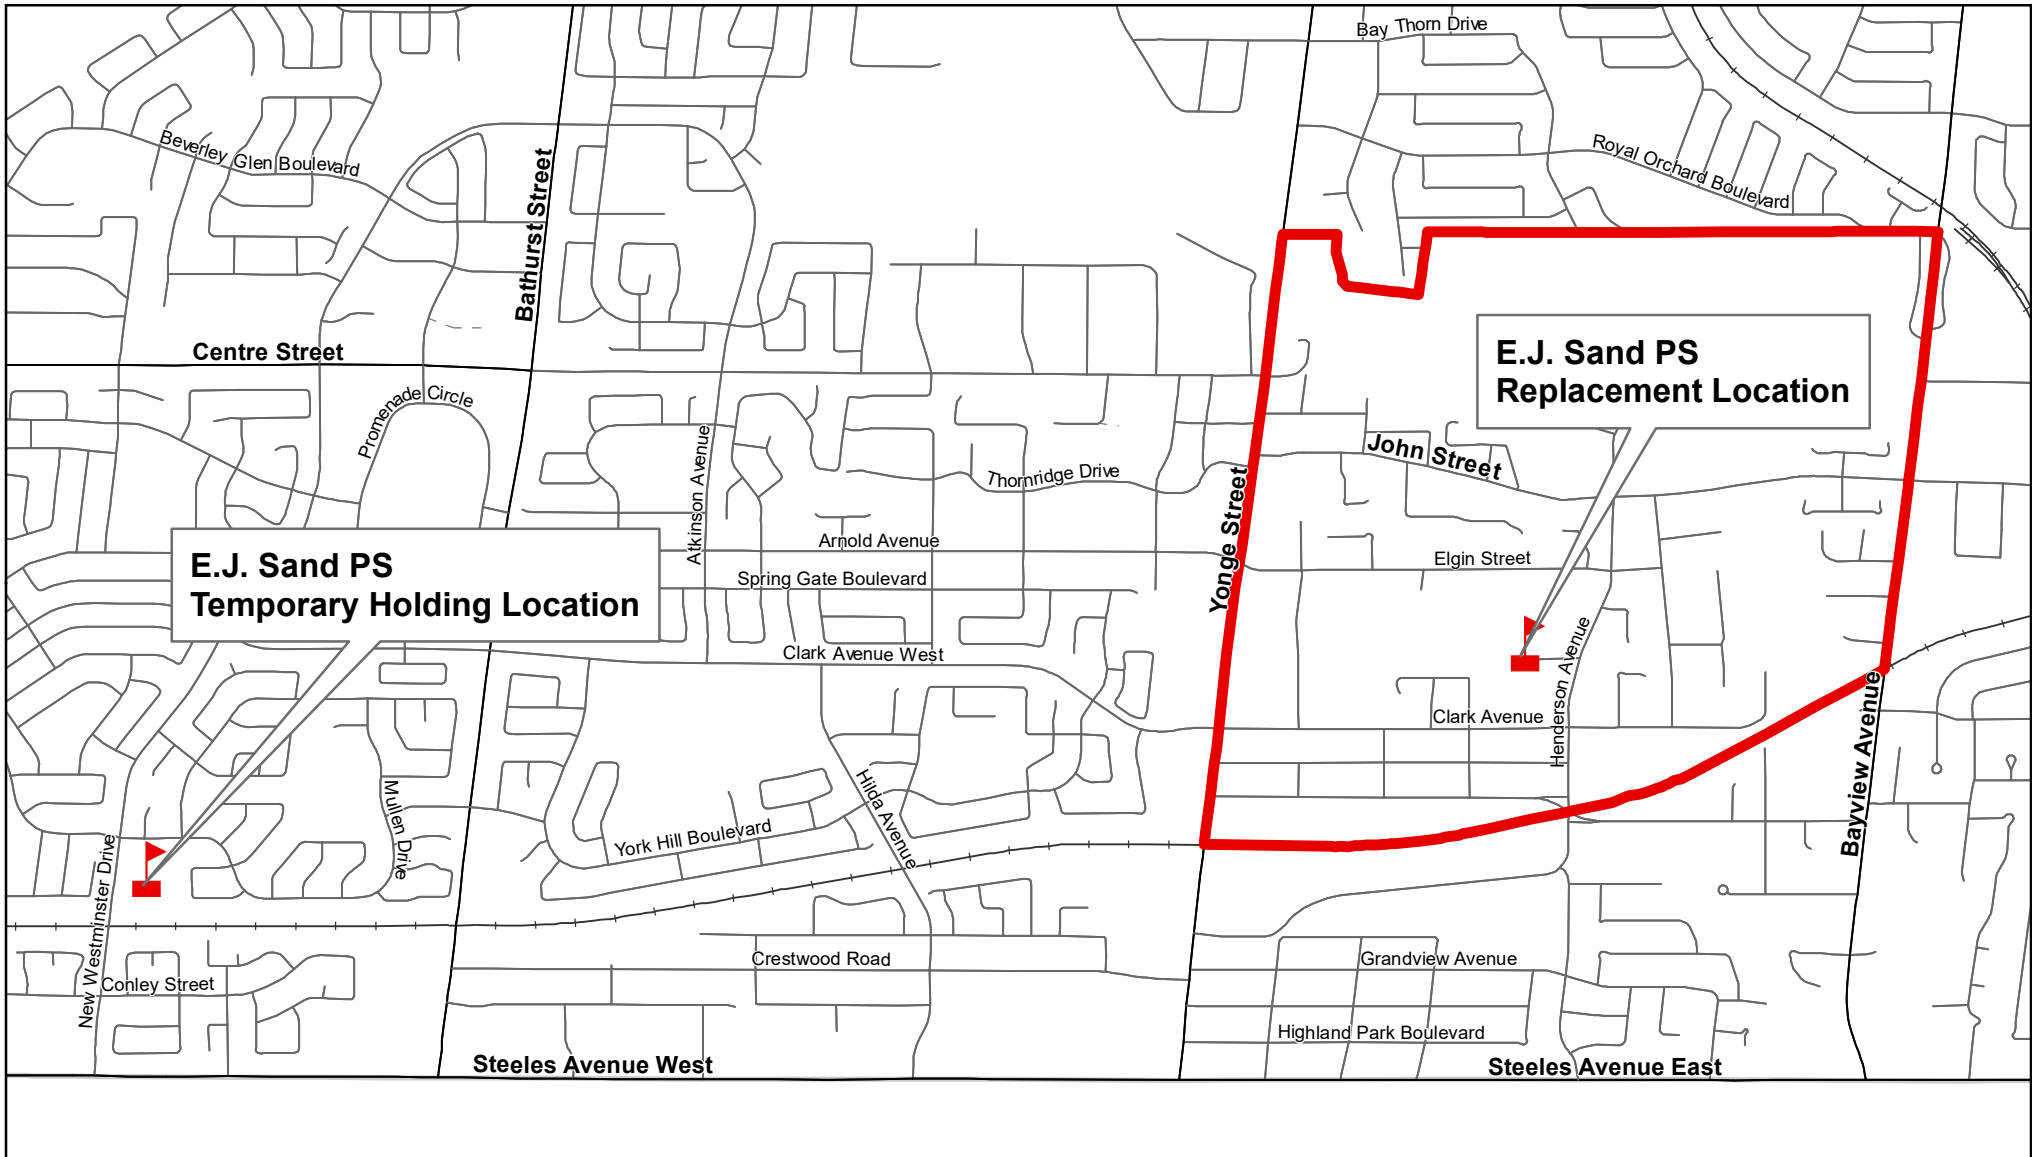 Bay Thorn Drive
Beverley Glen Boulevard
Royal Orchard Boulevard
Bathurst Street
Centre Street
E.J. Sand PS
Replacement Location
Promenade Circle
Atkinson Avenue
John Street
Thornridge Drive
Yonge Street
Arnold Avenue
Elgin Street
E.J. Sand PS
Temporary Holding Location
Spring Gate Boulevard
Clark Avenue West
Henderson Avenue
Clark Avenue
Bayview Avenue
Mullen Drive
Hilda Avenue
York Hill Boulevard
New Westminster Drive
Crestwood Road
Grandview Avenue
Conley Street
Highland Park Boulevard
Steeles Avenue West
Steeles Avenue East